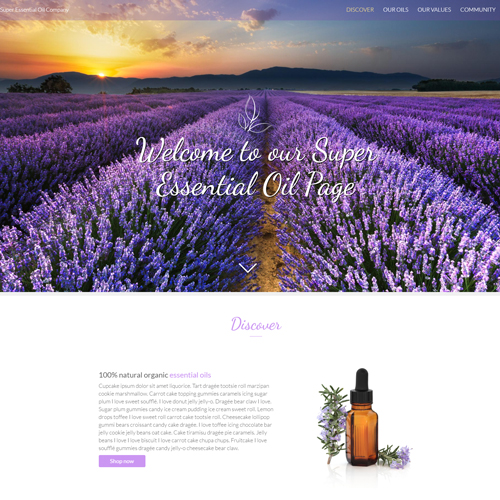 Super Essential Oil Company
DISCOVER OUR OILS OUR VALUES COMMUNITY
Welcome to our Super
Essential Oil Page
Discover
100% natural organic essential oils
Cupcake ipsum dolor sit amet liquorice. Tart dragée tootsie roll marzipan
cookie marshmallow. Carrot cake topping gummies caramels icing sugar
plum I love sweet soufflé. I love donut jelly jelly-o. Dragée bear claw I love.
Sugar plum gummies candy ice cream pudding ice cream sweet roll. Lemon
drops toffee I love sweet roll carrot cake tootsie roll. Cheesecake lollipop
gummi bears croissant candy cake dragée. I love toffee icing chocolate bar
jelly cookie jelly beans oat cake. Cake tiramisu dragée pie caramels. Jelly
beans I love I love biscuit I love carrot cake chupa chups. Fruitcake I love
soufflé gummies dragée candy jelly-o cheesecake bear claw.
Shop now